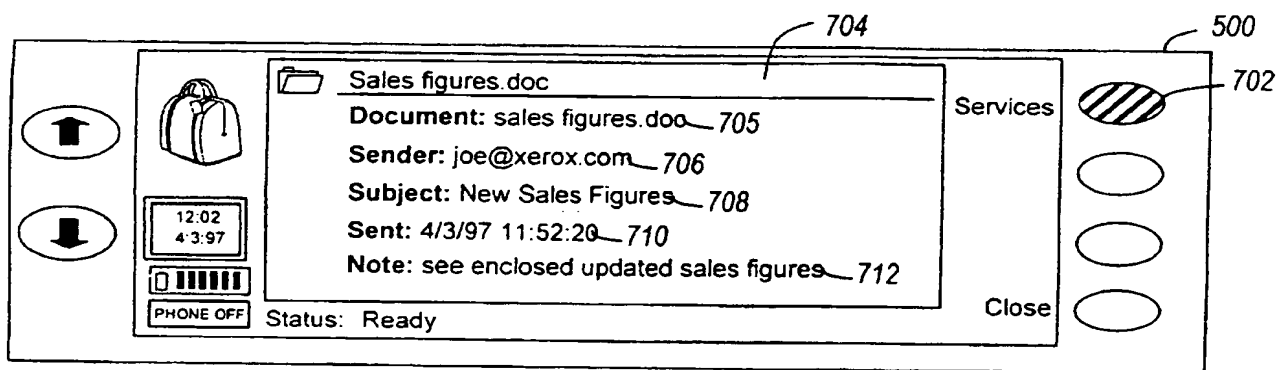 704
500
Sales figures.doc
Services
702
Document: sales figures.doc
705
Sender: joe@xerox.com
706
Subject: New Sales Figures
708
12:02
4·3:97
Sent: 4/3/97 11:52:20
710
Note: see enclosed updated sales figures
712
PHONE OFF
Status: Ready
Close